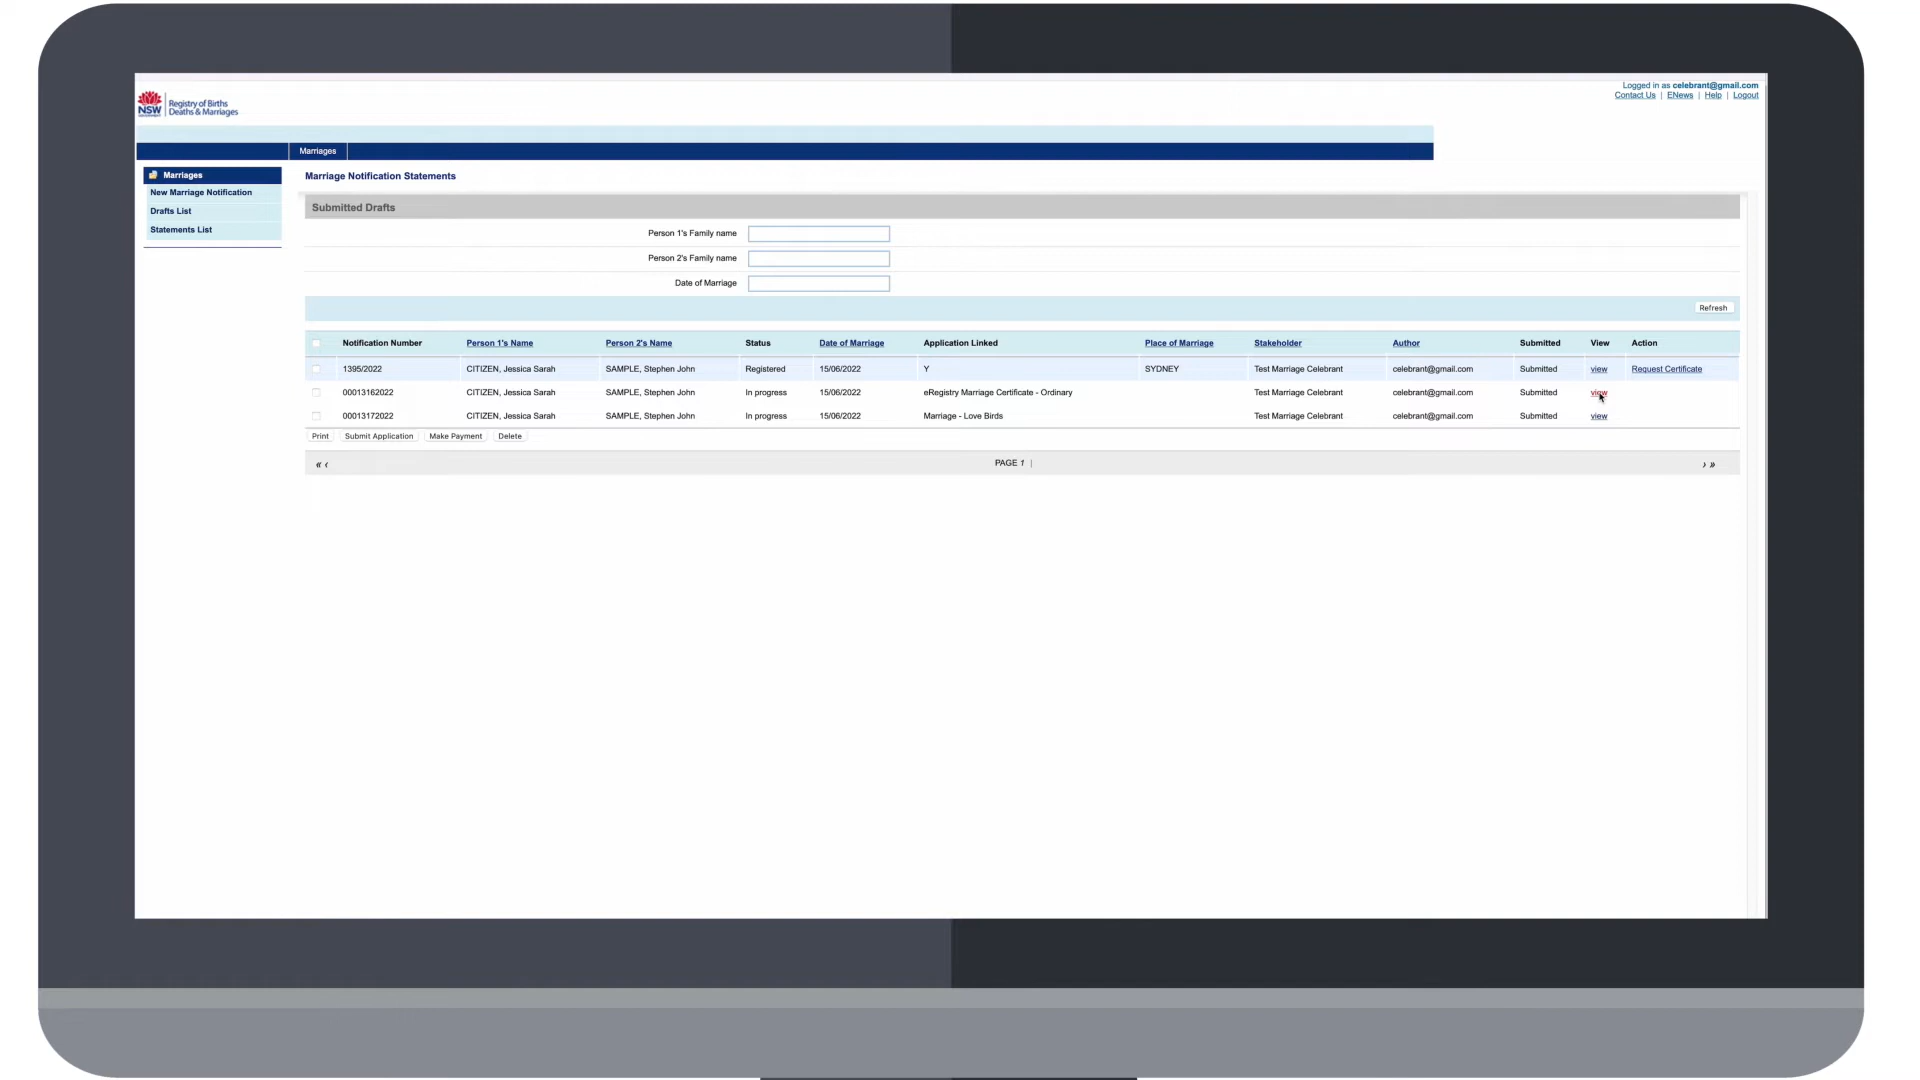 Logged in as celebrant@gmail.com
Contact Us | ENews | Help | Logout
NSW
GOVERNMENT
Registry of Births
Deaths & Marriages
Marriages
Marriages
New Marriage Notification
Drafts List
Statements List
Marriage Notification Statements
Submitted Drafts
Person 1's Family name
Person 2's Family name
Date of Marriage
Refresh
Notification Number Person 1's Name Person 2's Name Status Date of Marriage Application Linked Place of Marriage Stakeholder Author Submitted View Action
1395/2022 CITIZEN, Jessica Sarah SAMPLE, Stephen John Registered 15/06/2022 Y SYDNEY Test Marriage Celebrant celebrant@gmail.com Submitted view Request Certificate
00013162022 CITIZEN, Jessica Sarah SAMPLE, Stephen John In progress 15/06/2022 eRegistry Marriage Certificate - Ordinary Test Marriage Celebrant celebrant@gmail.com Submitted view
00013172022 CITIZEN, Jessica Sarah SAMPLE, Stephen John In progress 15/06/2022 Marriage - Love Birds Test Marriage Celebrant celebrant@gmail.com Submitted view
Print Submit Application Make Payment Delete
« ‹ PAGE 1 | › »